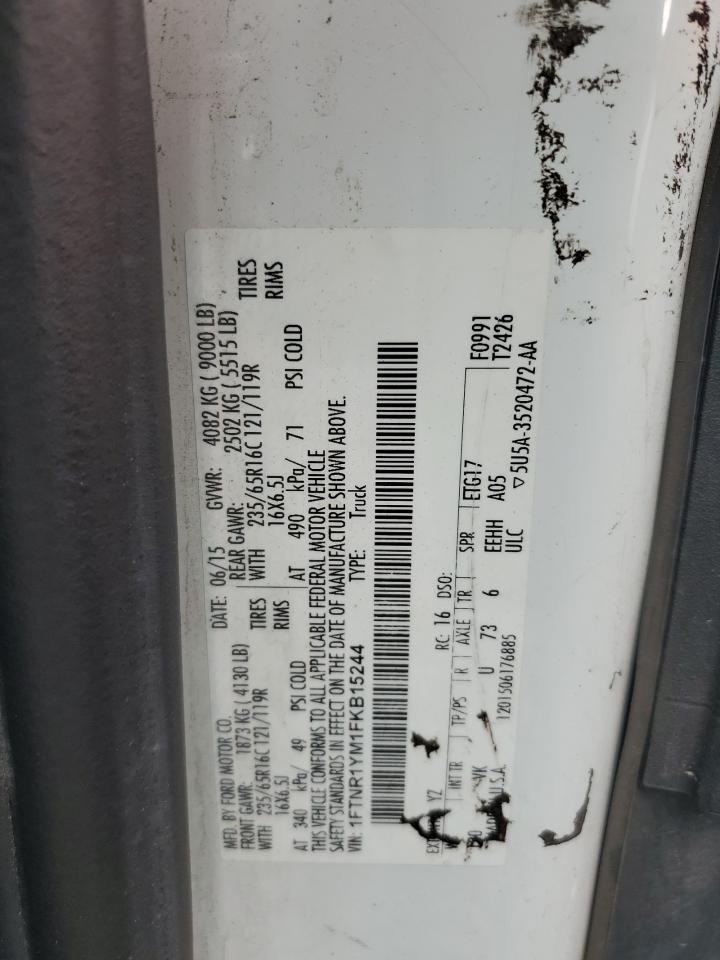 MFD. BY FORD MOTOR CO.
DATE: 06/15 GVWR: 4082 KG ( 9000 LB)
FRONT GAWR: 1873 KG ( 4130 LB)
REAR GAWR: 2502 KG ( 5515 LB)
WITH 235/65R16C 121/119R TIRES
WITH 235/65R16C 121/119R TIRES
16X6.5J RIMS
16X6.5J RIMS
AT 340 kPa/ 49 PSI COLD
AT 490 kPa/ 71 PSI COLD
THIS VEHICLE CONFORMS TO ALL APPLICABLE FEDERAL MOTOR VEHICLE
SAFETY STANDARDS IN EFFECT ON THE DATE OF MANUFACTURE SHOWN ABOVE.
VIN: 1FTNR1YM1FKB15244 TYPE: Truck
YZ RC: 16 DSO: F0991
INT TR TP/PS R AXLE TR SPR ETG17 T2426
VK U 73 6 EEHH A05
U.S.A. 1201506176885 ULC ▽5U5A-3520472-AA